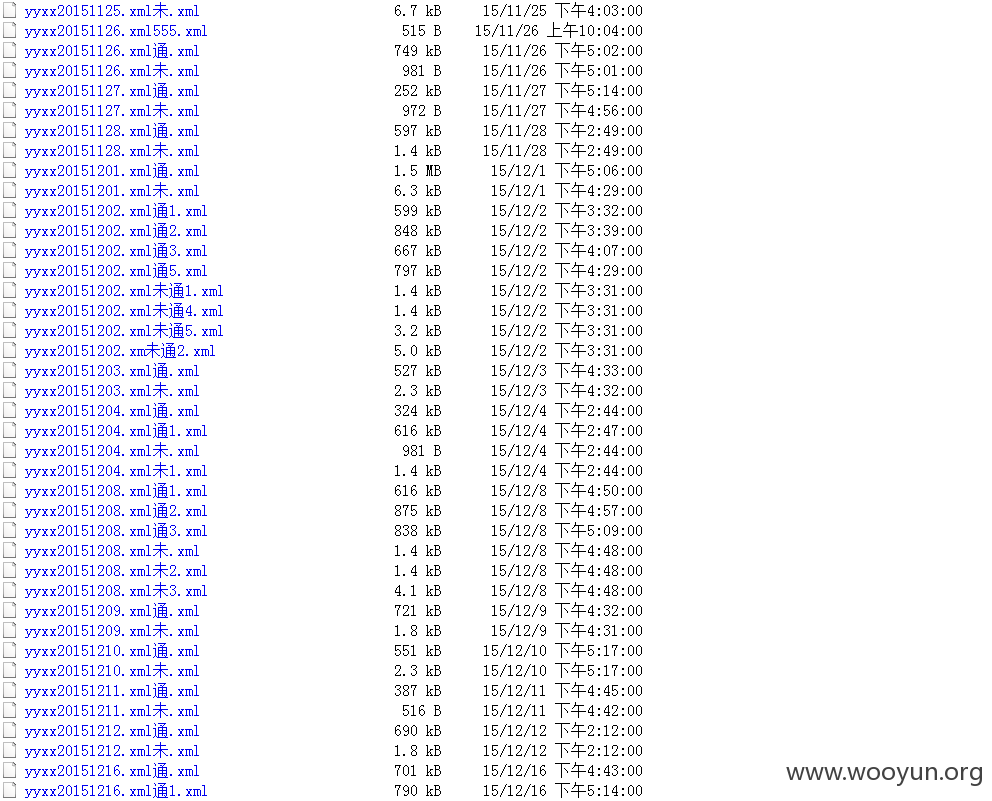 yyxx20151125.xml未.xml 6.7 kB 15/11/25 下午4:03:00
yyxx20151126.xml555.xml 515 B 15/11/26 上午10:04:00
yyxx20151126.xml通.xml 749 kB 15/11/26 下午5:02:00
yyxx20151126.xml未.xml 981 B 15/11/26 下午5:01:00
yyxx20151127.xml通.xml 252 kB 15/11/27 下午5:14:00
yyxx20151127.xml未.xml 972 B 15/11/27 下午4:56:00
yyxx20151128.xml通.xml 597 kB 15/11/28 下午2:49:00
yyxx20151128.xml未.xml 1.4 kB 15/11/28 下午2:49:00
yyxx20151201.xml通.xml 1.5 MB 15/12/1 下午5:06:00
yyxx20151201.xml未.xml 6.3 kB 15/12/1 下午4:29:00
yyxx20151202.xml通1.xml 599 kB 15/12/2 下午3:32:00
yyxx20151202.xml通2.xml 848 kB 15/12/2 下午3:39:00
yyxx20151202.xml通3.xml 667 kB 15/12/2 下午4:07:00
yyxx20151202.xml通5.xml 797 kB 15/12/2 下午4:29:00
yyxx20151202.xml未通1.xml 1.4 kB 15/12/2 下午3:31:00
yyxx20151202.xml未通4.xml 1.4 kB 15/12/2 下午3:31:00
yyxx20151202.xml未通5.xml 3.2 kB 15/12/2 下午3:31:00
yyxx20151202.xm未通2.xml 5.0 kB 15/12/2 下午3:31:00
yyxx20151203.xml通.xml 527 kB 15/12/3 下午4:33:00
yyxx20151203.xml未.xml 2.3 kB 15/12/3 下午4:32:00
yyxx20151204.xml通.xml 324 kB 15/12/4 下午2:44:00
yyxx20151204.xml通1.xml 616 kB 15/12/4 下午2:47:00
yyxx20151204.xml未.xml 981 B 15/12/4 下午2:44:00
yyxx20151204.xml未1.xml 1.4 kB 15/12/4 下午2:44:00
yyxx20151208.xml通1.xml 616 kB 15/12/8 下午4:50:00
yyxx20151208.xml通2.xml 875 kB 15/12/8 下午4:57:00
yyxx20151208.xml通3.xml 838 kB 15/12/8 下午5:09:00
yyxx20151208.xml未.xml 1.4 kB 15/12/8 下午4:48:00
yyxx20151208.xml未2.xml 1.4 kB 15/12/8 下午4:48:00
yyxx20151208.xml未3.xml 4.1 kB 15/12/8 下午4:48:00
yyxx20151209.xml通.xml 721 kB 15/12/9 下午4:32:00
yyxx20151209.xml未.xml 1.8 kB 15/12/9 下午4:31:00
yyxx20151210.xml通.xml 551 kB 15/12/10 下午5:17:00
yyxx20151210.xml未.xml 2.3 kB 15/12/10 下午5:17:00
yyxx20151211.xml通.xml 387 kB 15/12/11 下午4:45:00
yyxx20151211.xml未.xml 516 B 15/12/11 下午4:42:00
yyxx20151212.xml通.xml 690 kB 15/12/12 下午2:12:00
yyxx20151212.xml未.xml 1.8 kB 15/12/12 下午2:12:00
yyxx20151216.xml通.xml 701 kB 15/12/16 下午4:43:00
www.wooyun.org
yyxx20151216.xml通1.xml 790 kB 15/12/16 下午5:14:00